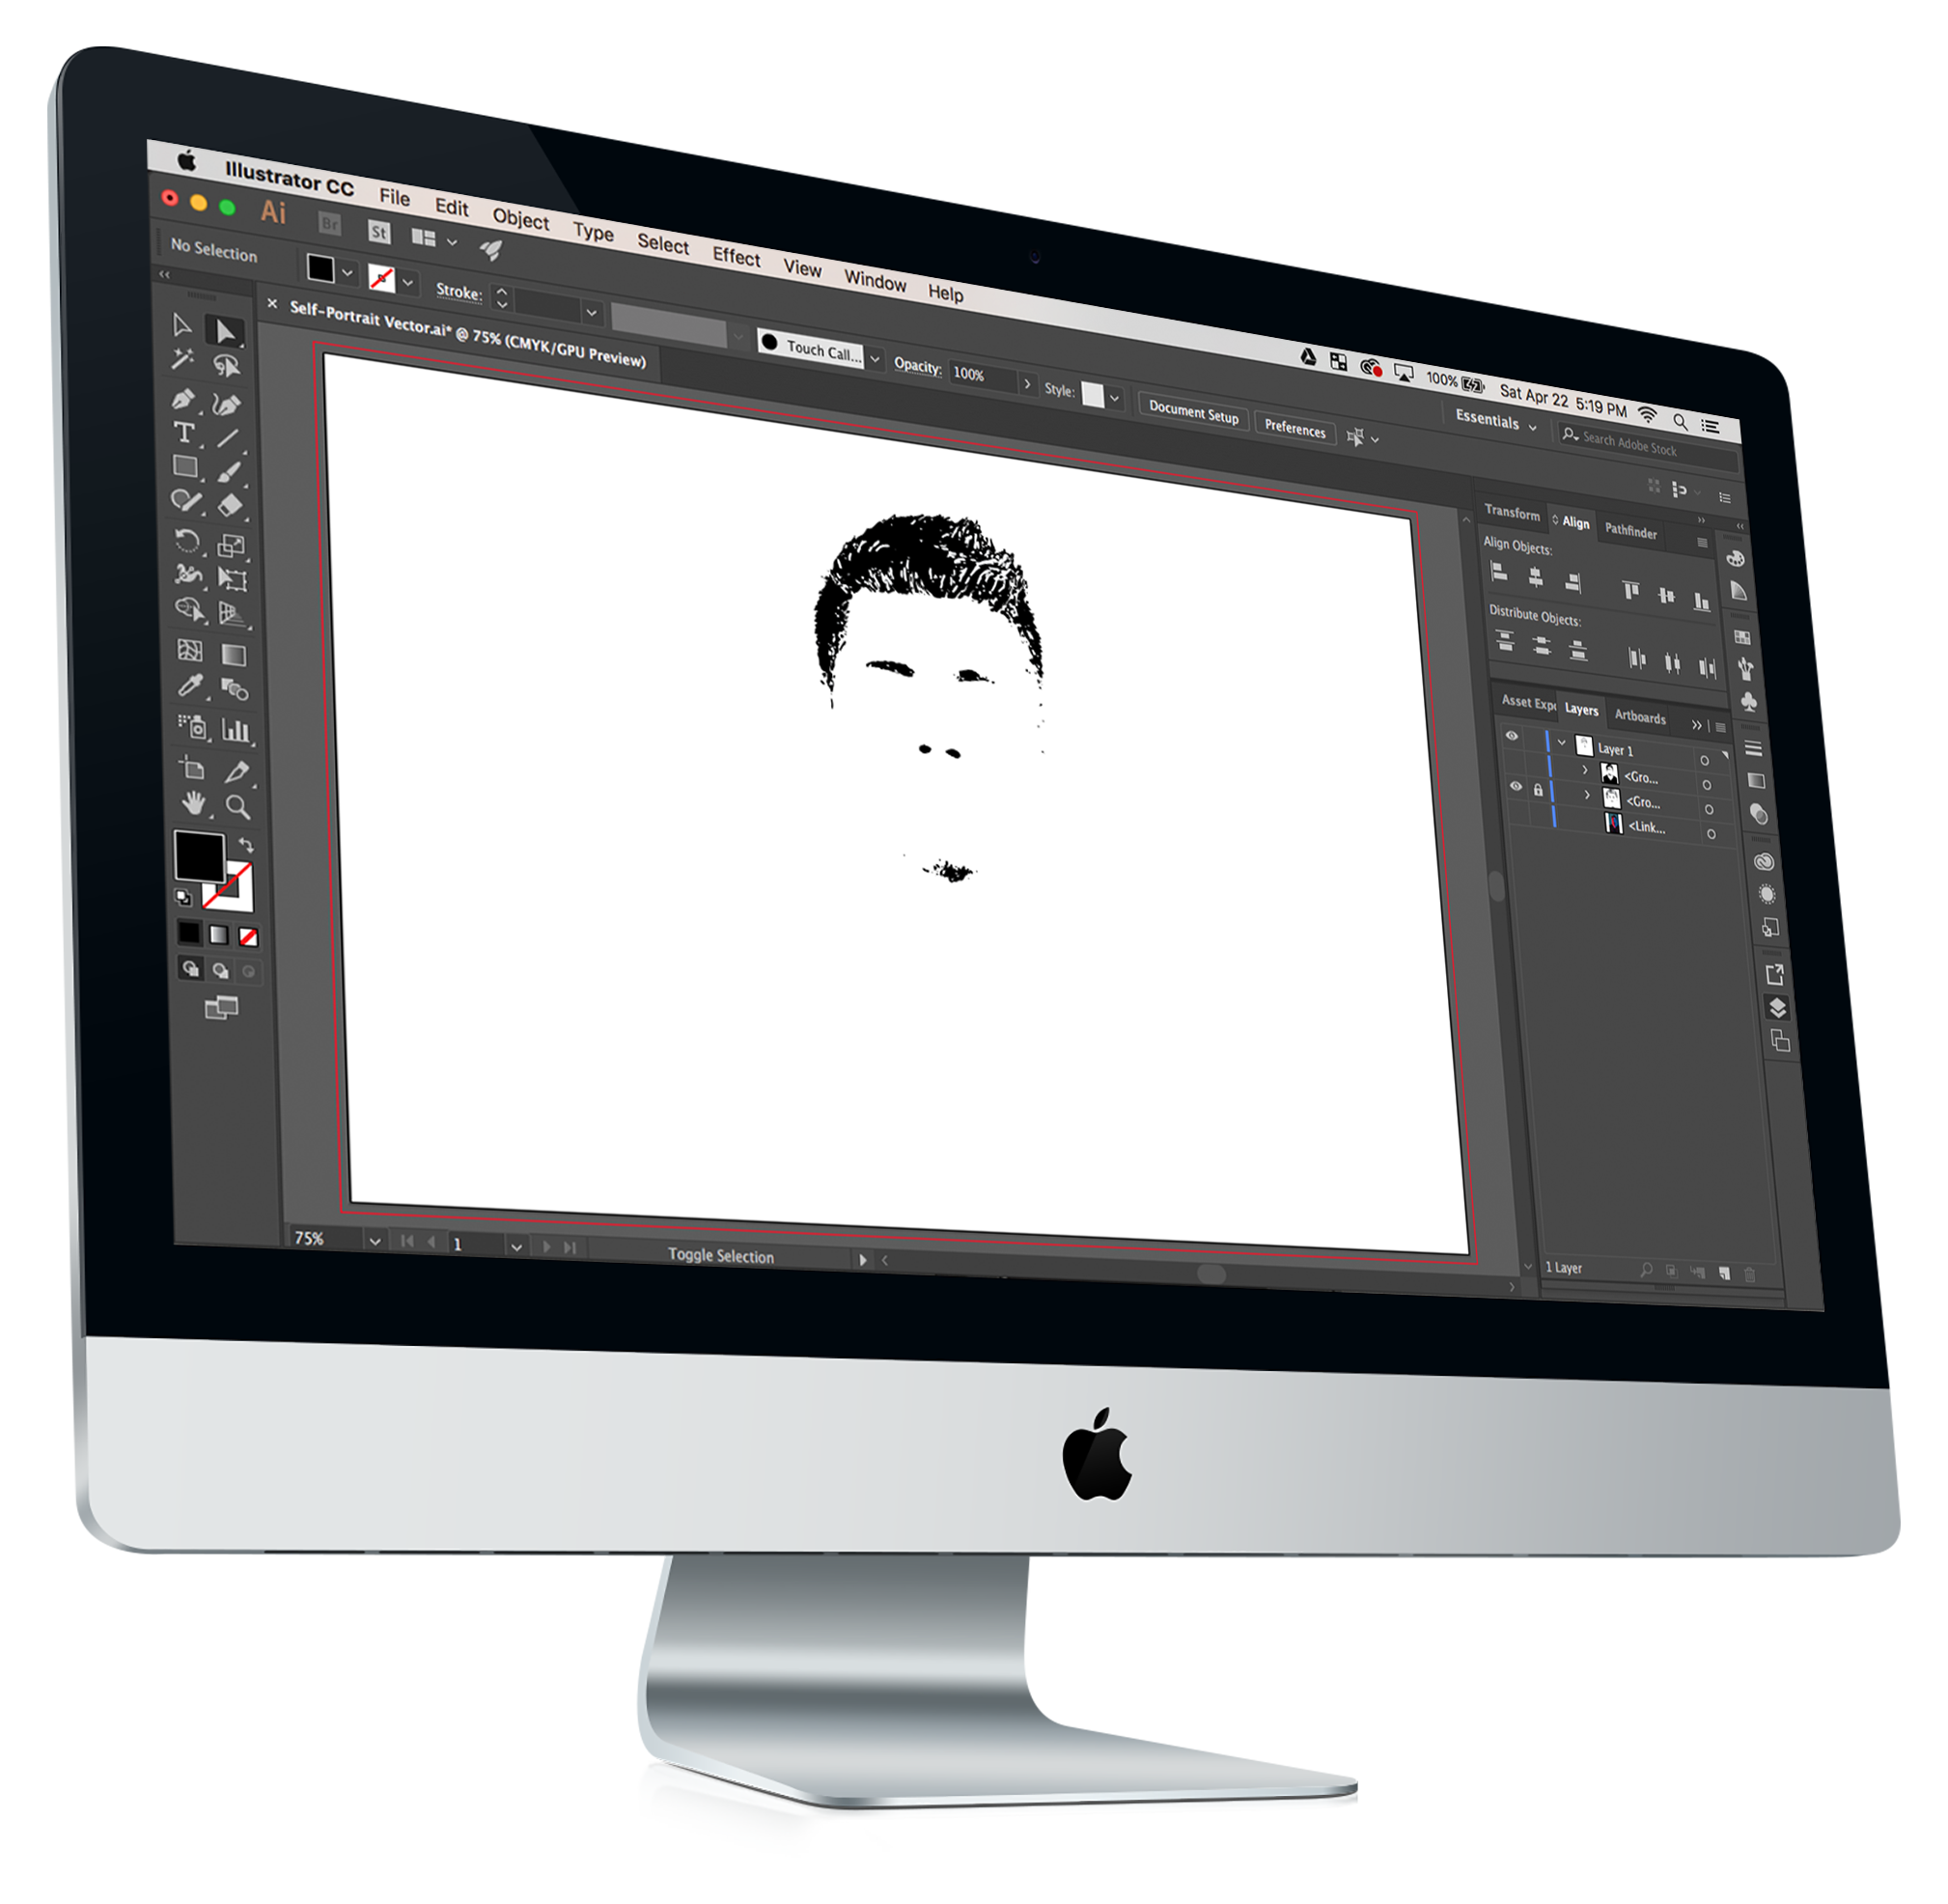 Illustrator CC File Edit Object Type Select Effect View Window Help
100% Sat Apr 22 5:19 PM
Ai Br St
Essentials Search Adobe Stock
No Selection Stroke: Touch Call... Opacity: 100% Style: Document Setup Preferences
× Self-Portrait Vector.ai* @ 75% (CMYK/GPU Preview)
Transform Align Pathfinder
Align Objects:
Distribute Objects:
Asset Expo Layers Artboards
Layer 1
<Gro...
<Gro...
<Link...
75% 1 Toggle Selection
1 Layer